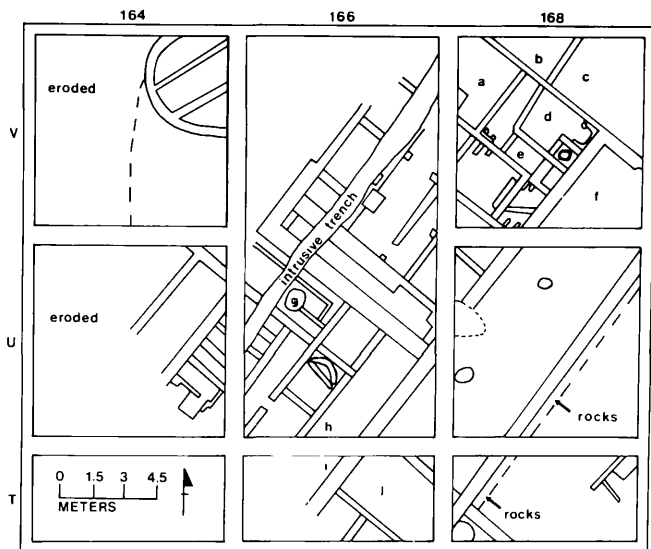 164 166 168
V
eroded
intrusive trench
a
b
c
d
e
f
U
eroded
g
h
rocks
T
0 1.5 3 4.5
METERS
i
j
rocks